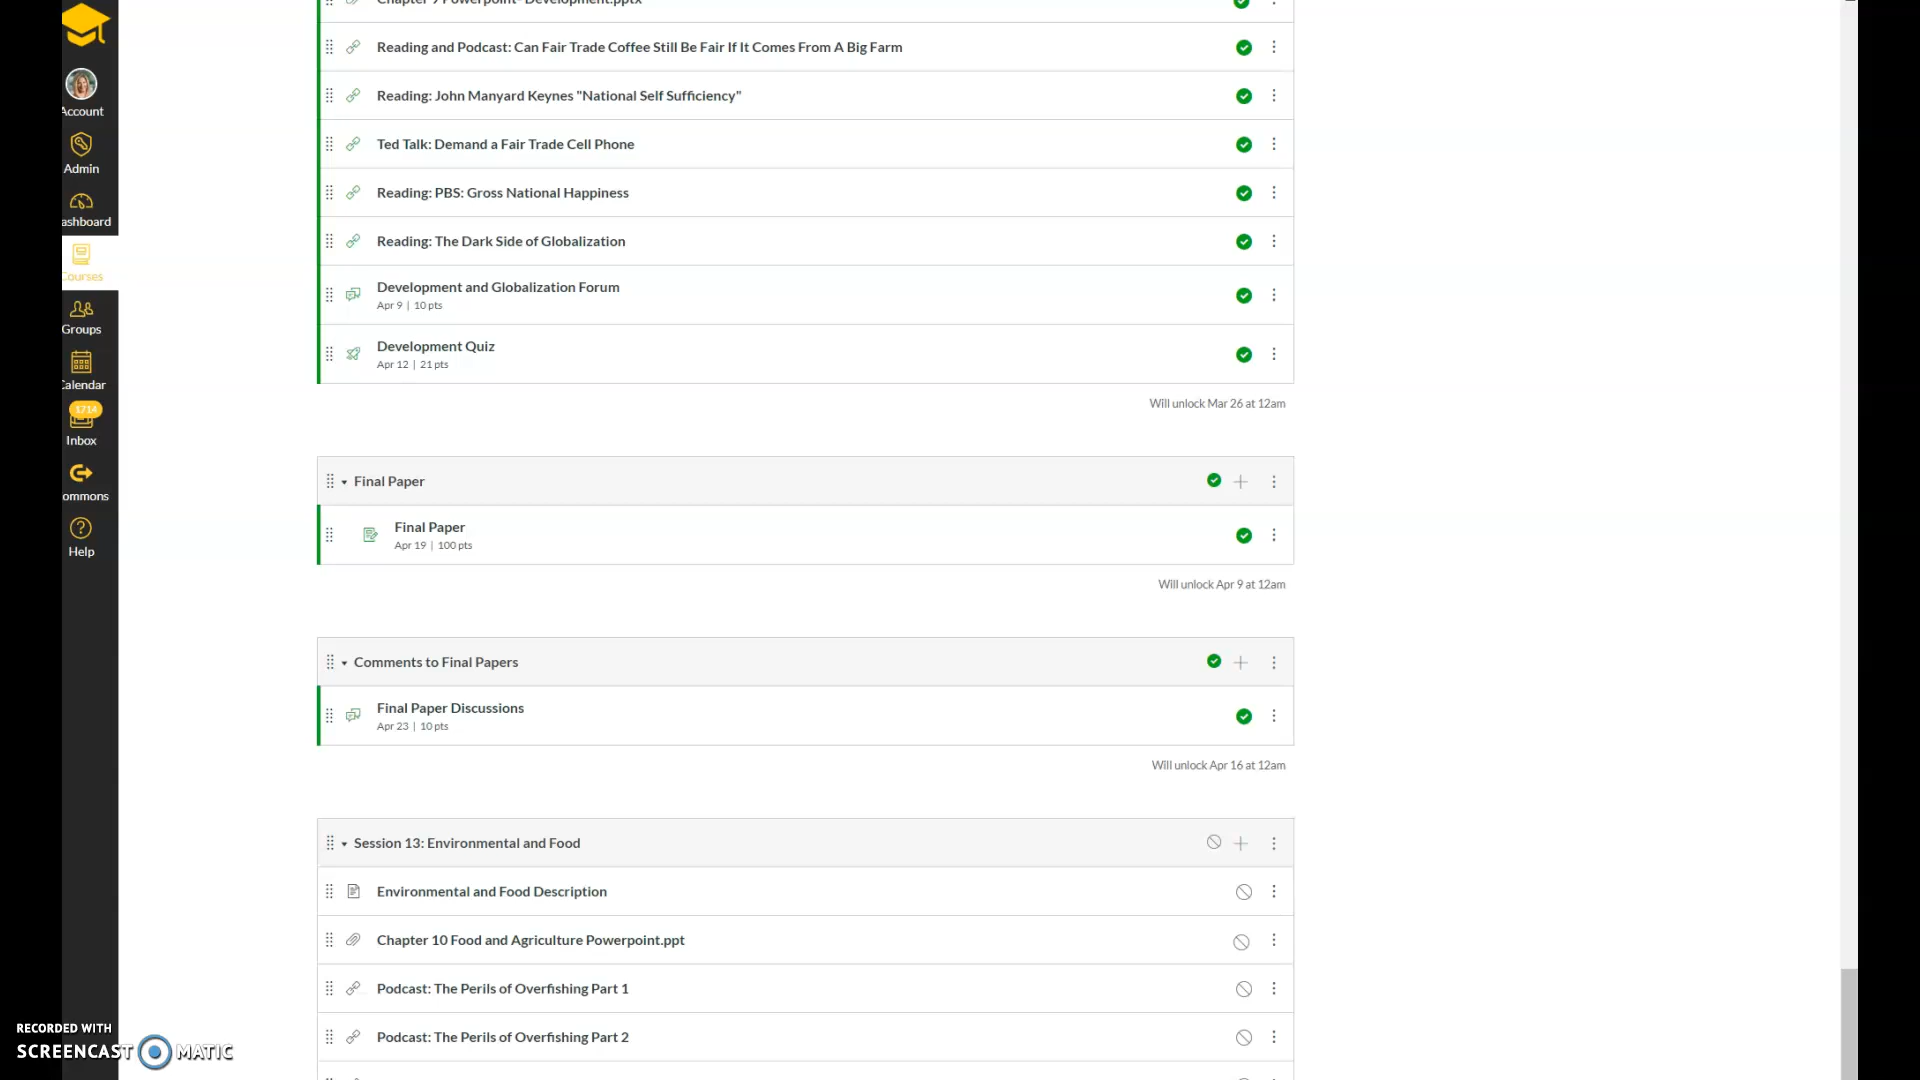 Chapter 9 Powerpoint- Development.pptx
Reading and Podcast: Can Fair Trade Coffee Still Be Fair If It Comes From A Big Farm
Account
Reading: John Manyard Keynes "National Self Sufficiency"
Admin
Ted Talk: Demand a Fair Trade Cell Phone
ashboard
Reading: PBS: Gross National Happiness
Courses
Reading: The Dark Side of Globalization
Groups
Development and Globalization Forum
Apr 9 | 10 pts
Calendar
Development Quiz
Apr 12 | 21 pts
1714
Inbox
Will unlock Mar 26 at 12am
ommons
Final Paper
Help
Final Paper
Apr 19 | 100 pts
Will unlock Apr 9 at 12am
Comments to Final Papers
Final Paper Discussions
Apr 23 | 10 pts
Will unlock Apr 16 at 12am
Session 13: Environmental and Food
Environmental and Food Description
Chapter 10 Food and Agriculture Powerpoint.ppt
Podcast: The Perils of Overfishing Part 1
Podcast: The Perils of Overfishing Part 2
RECORDED WITH
SCREENCAST MATIC